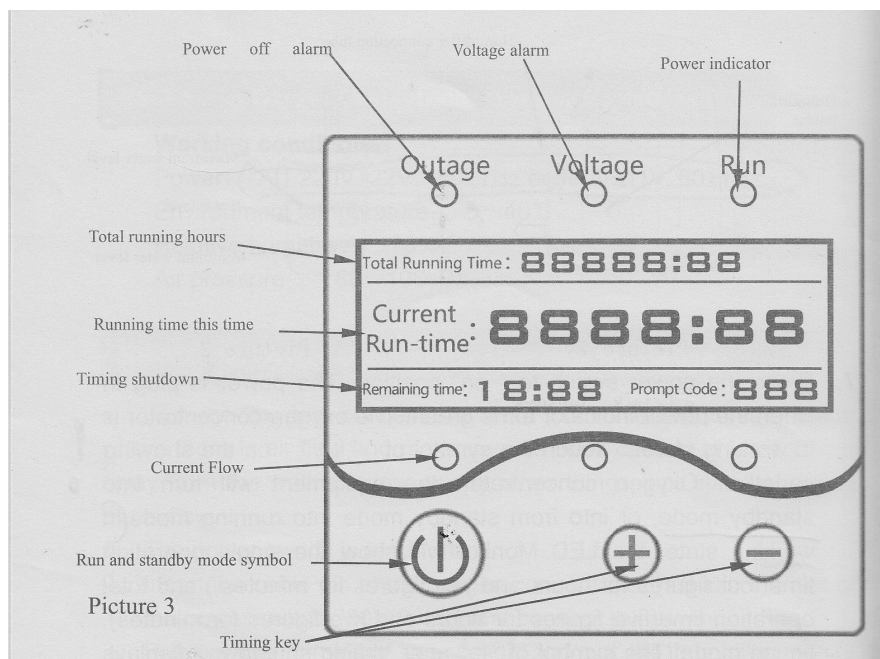 Power off alarm
Voltage alarm
Power indicator
Outage Voltage Run
Total running hours
Total Running Time: 88888:88
Running time this time
Current
Run-time: 8888:88
Timing shutdown
Remaining time: 18:88 Prompt Code: 888
Current Flow
Run and standby mode symbol
Picture 3
Timing key